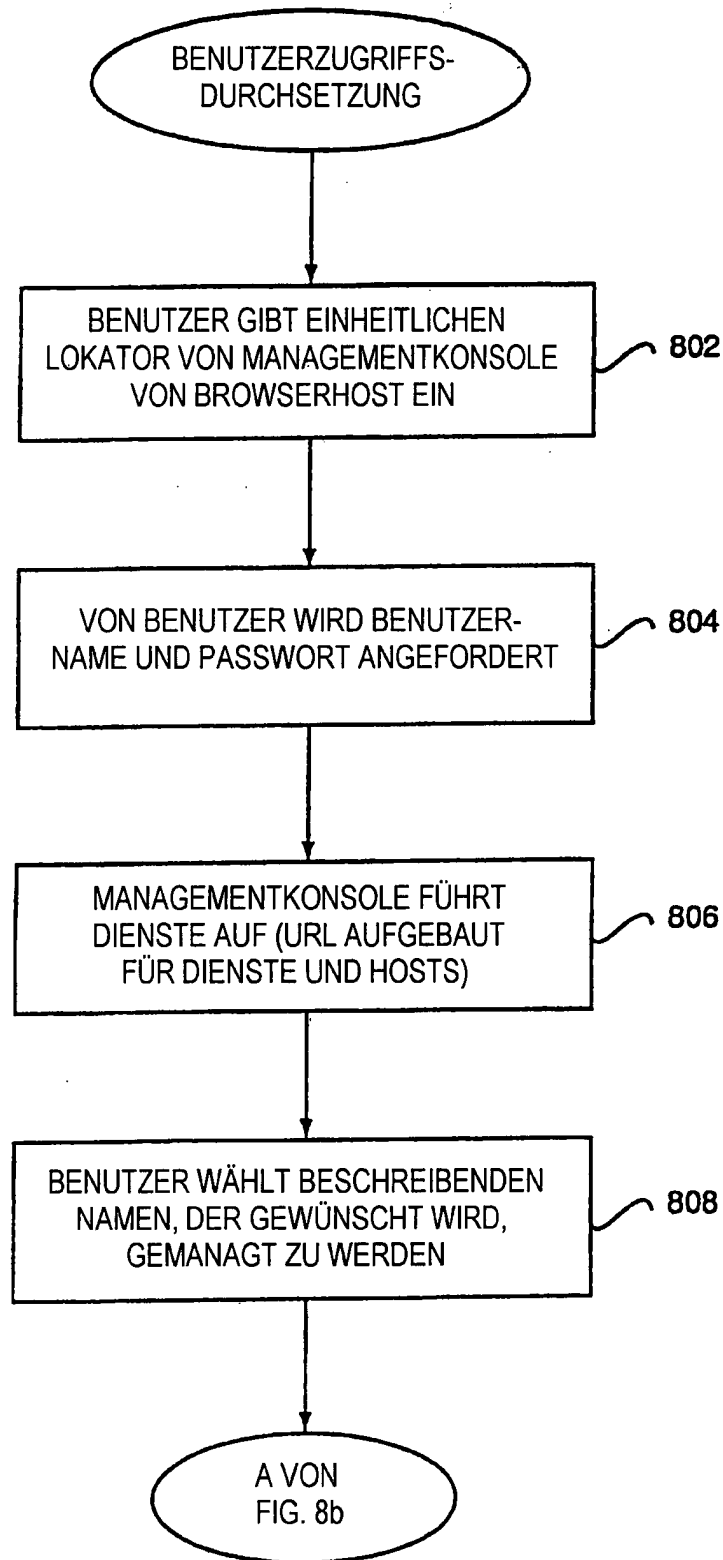 BENUTZERZUGRIFFS-
DURCHSETZUNG
BENUTZER GIBT EINHEITLICHEN
LOKATOR VON MANAGEMENTKONSOLE
VON BROWSERHOST EIN
802
VON BENUTZER WIRD BENUTZER-
NAME UND PASSWORT ANGEFORDERT
804
MANAGEMENTKONSOLE FÜHRT
DIENSTE AUF (URL AUFGEBAUT
FÜR DIENSTE UND HOSTS)
806
BENUTZER WÄHLT BESCHREIBENDEN
NAMEN, DER GEWÜNSCHT WIRD,
GEMANAGT ZU WERDEN
808
A VON
FIG. 8b